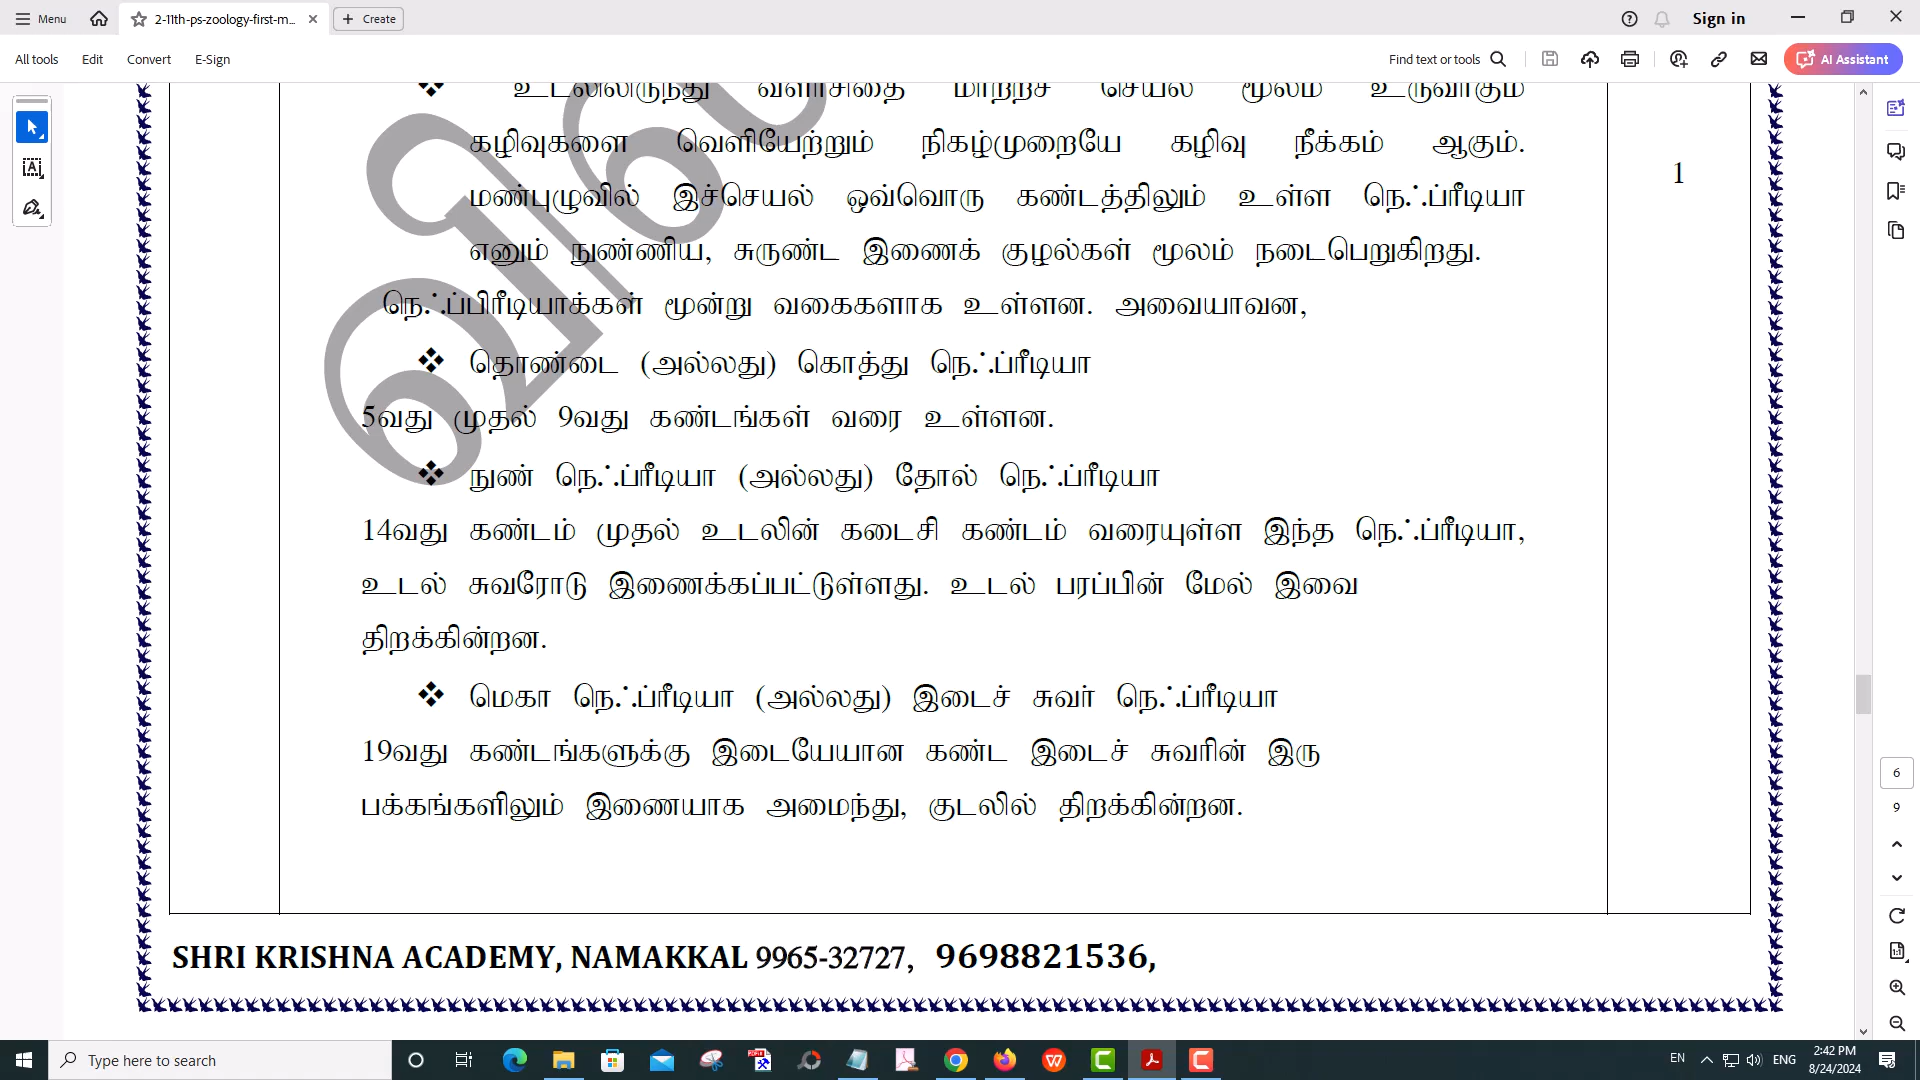 Menu
2-11th-ps-zoology-first-m...
Create
Sign in
All tools Edit Convert E-Sign
Find text or tools
AI Assistant
உடலிலிருந்து வளர்சிதை மாற்றச் செயல் மூலம் உருவாகும்
கழிவுகளை வெளியேற்றும் நிகழ்முறையே கழிவு நீக்கம் ஆகும்.
1
மண்புழுவில் இச்செயல் ஒவ்வொரு கண்டத்திலும் உள்ள நெஃப்ரீடியா
எனும் நுண்ணிய, சுருண்ட இணைக் குழல்கள் மூலம் நடைபெறுகிறது.
நெஃப்பிரீடியாக்கள் மூன்று வகைகளாக உள்ளன. அவையாவன,
❖ தொண்டை (அல்லது) கொத்து நெஃப்ரீடியா
5வது முதல் 9வது கண்டங்கள் வரை உள்ளன.
❖ நுண் நெஃப்ரீடியா (அல்லது) தோல் நெஃப்ரீடியா
14வது கண்டம் முதல் உடலின் கடைசி கண்டம் வரையுள்ள இந்த நெஃப்ரீடியா,
உடல் சுவரோடு இணைக்கப்பட்டுள்ளது. உடல் பரப்பின் மேல் இவை
திறக்கின்றன.
❖ மெகா நெஃப்ரீடியா (அல்லது) இடைச் சுவர் நெஃப்ரீடியா
19வது கண்டங்களுக்கு இடையேயான கண்ட இடைச் சுவரின் இரு
பக்கங்களிலும் இணையாக அமைந்து, குடலில் திறக்கின்றன.
6
9
SHRI KRISHNA ACADEMY, NAMAKKAL 9965-32727, 9698821536,
Type here to search
EN
ENG
2:42 PM
8/24/2024